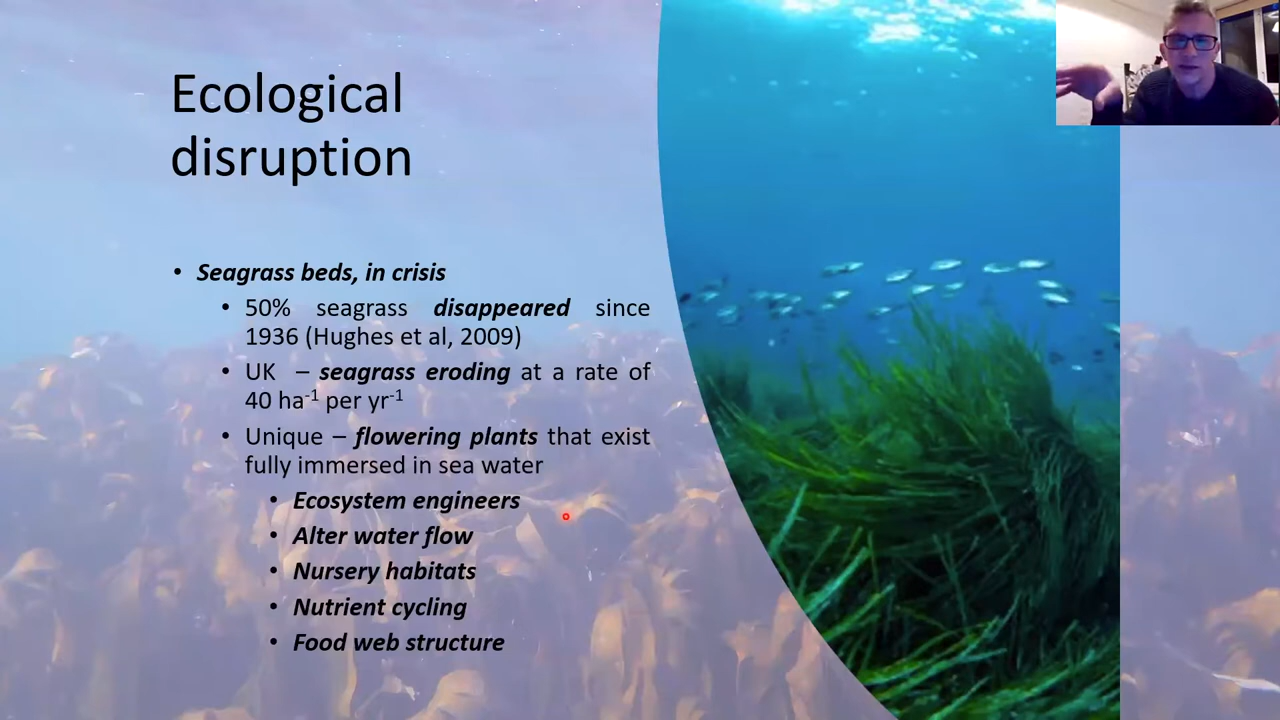 Ecological
disruption
• Seagrass beds, in crisis
• 50% seagrass disappeared since
1936 (Hughes et al, 2009)
• UK – seagrass eroding at a rate of
40 ha⁻¹ per yr⁻¹
• Unique – flowering plants that exist
fully immersed in sea water
• Ecosystem engineers
• Alter water flow
• Nursery habitats
• Nutrient cycling
• Food web structure